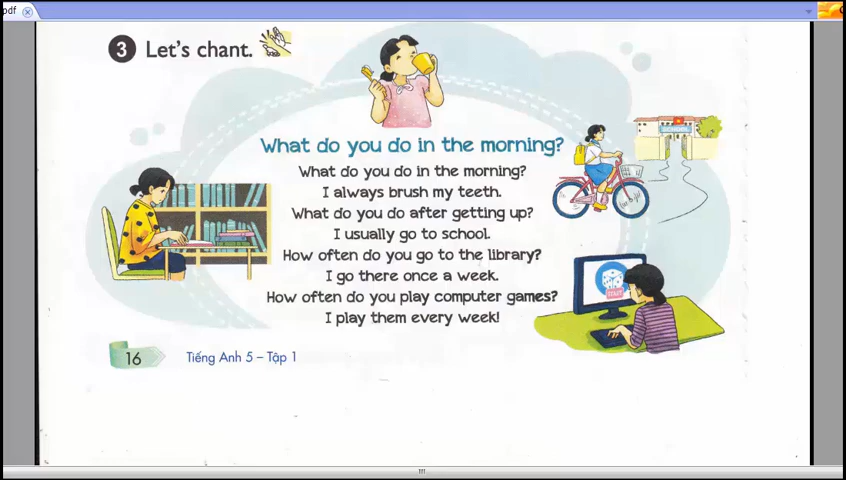 pdf
3 Let's chant.
What do you do in the morning?
What do you do in the morning?
I always brush my teeth.
What do you do after getting up?
I usually go to school.
How often do you go to the library?
I go there once a week.
How often do you play computer games?
I play them every week!
SCHOOL
START
16 Tiếng Anh 5 – Tập 1